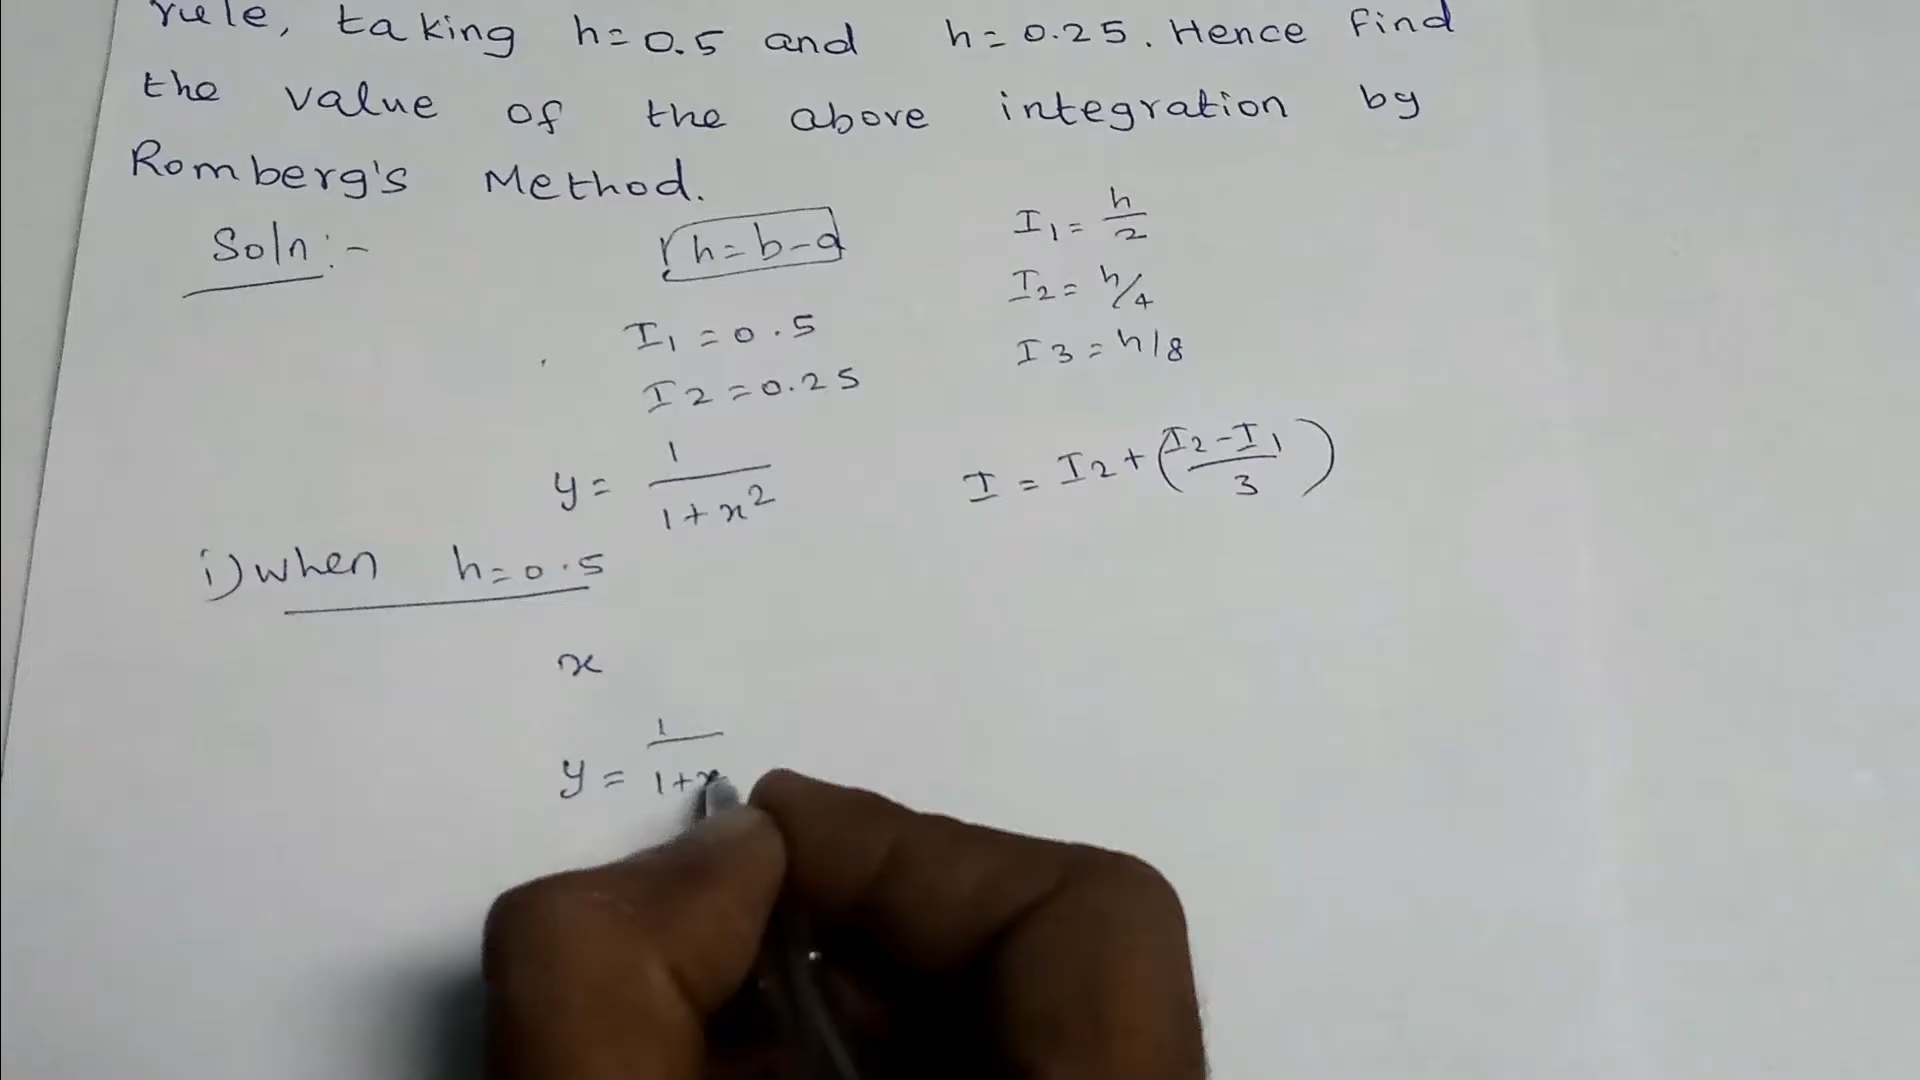 rule, taking h=0.5 and h=0.25. Hence find
the value of the above integration by
Romberg's Method.
Soln:-
h=b-a
I1 = 0.5
I2 = 0.25
y = 1/(1+x²)
I1 = h/2
I2 = h/4
I3 = h/8
I = I2 + ((I2-I1)/3)
i) when h=0.5
x
y = 1/(1+x